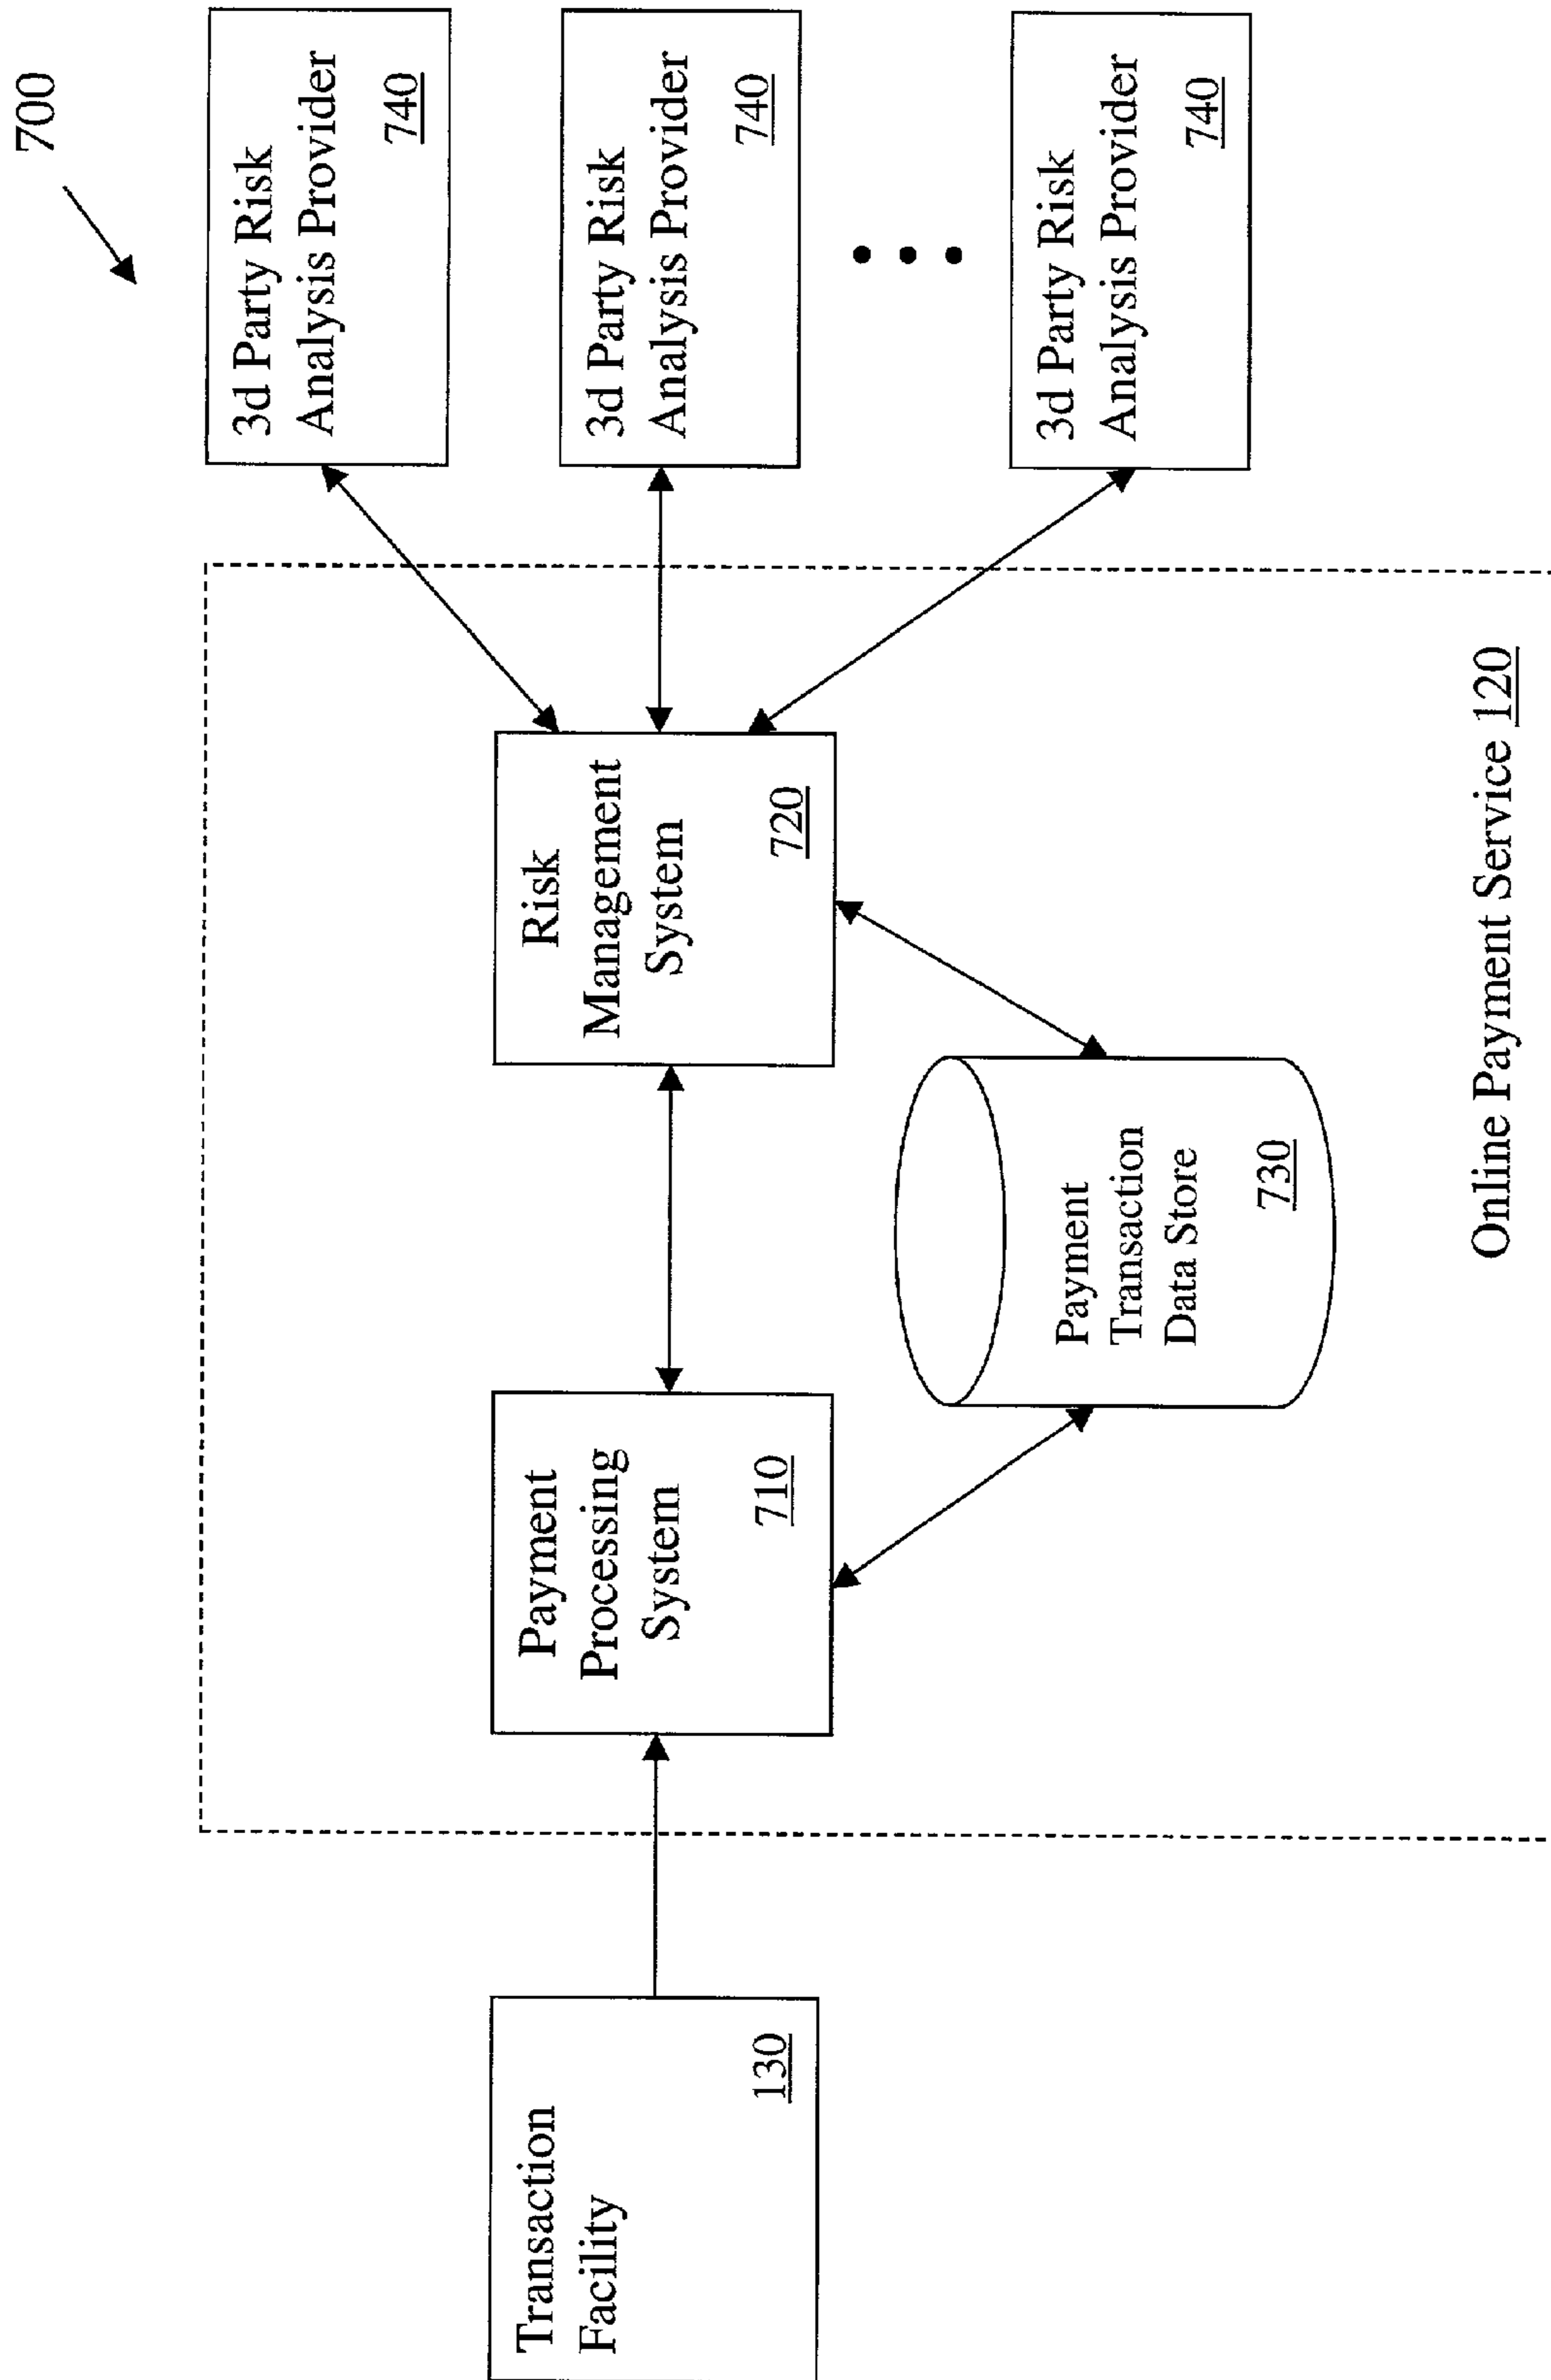 700
Transaction
Facility
130
Payment
Processing
System
710
Risk
Management
System
720
Payment
Transaction
Data Store
730
3d Party Risk
Analysis Provider
740
3d Party Risk
Analysis Provider
740
3d Party Risk
Analysis Provider
740
Online Payment Service 120